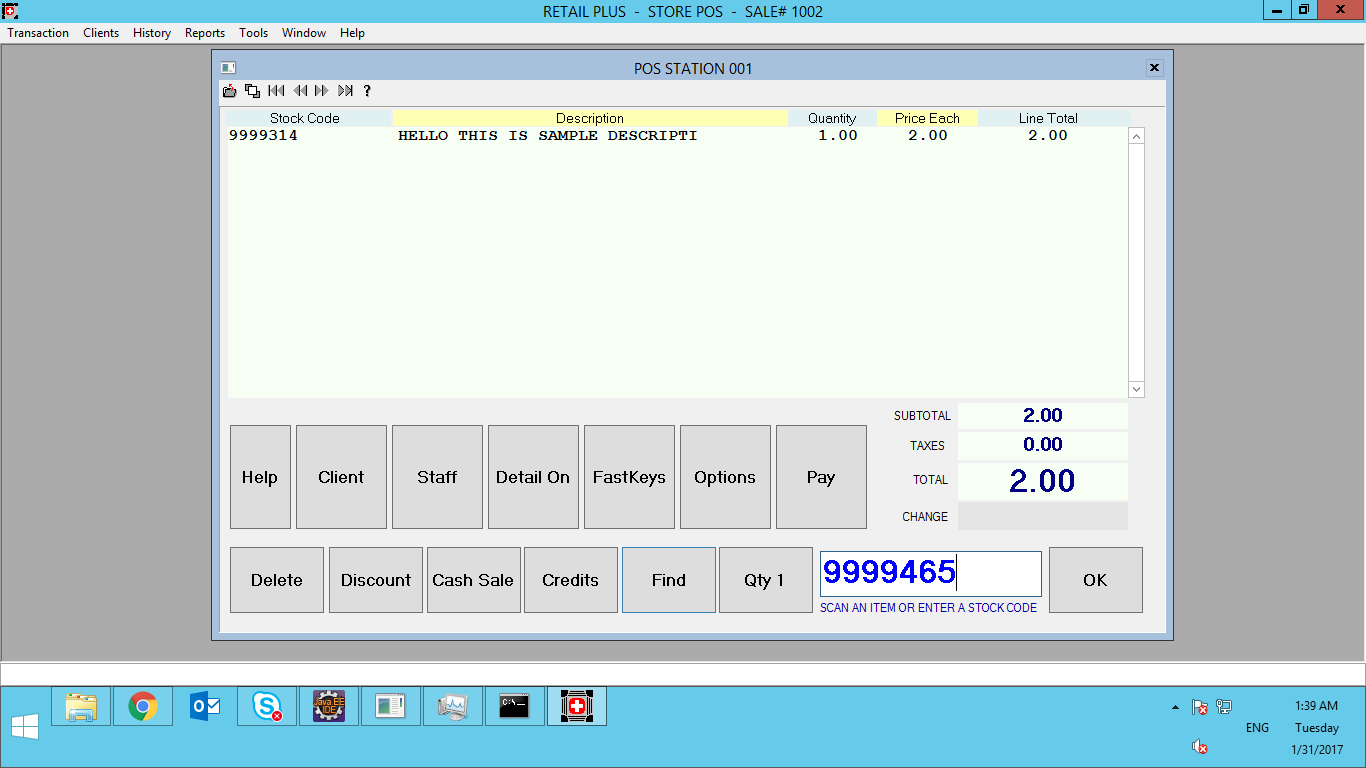 RETAIL PLUS - STORE POS - SALE# 1002
Transaction Clients History Reports Tools Window Help
POS STATION 001
?
Stock Code Description Quantity Price Each Line Total
9999314 HELLO THIS IS SAMPLE DESCRIPTI 1.00 2.00 2.00
SUBTOTAL 2.00
TAXES 0.00
TOTAL 2.00
CHANGE
Help Client Staff Detail On FastKeys Options Pay
Delete Discount Cash Sale Credits Find Qty 1 9999465 OK
SCAN AN ITEM OR ENTER A STOCK CODE
Java EE
IDE
C:\
1:39 AM
ENG Tuesday
1/31/2017